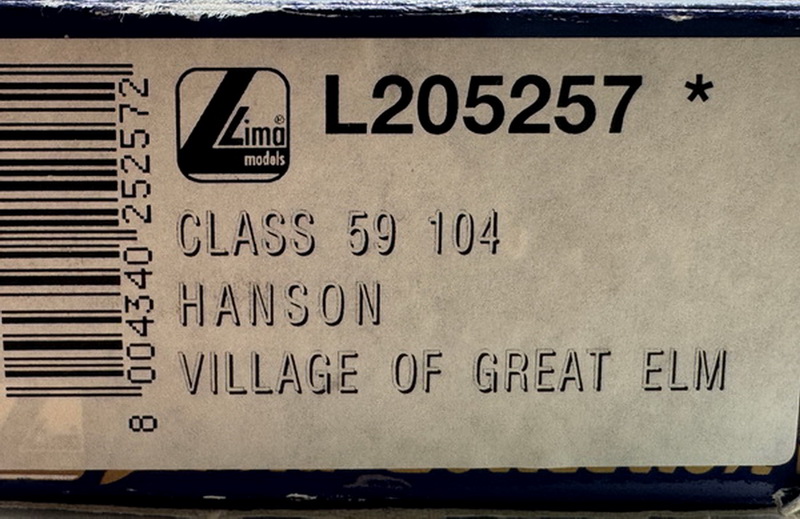 Lima®
models
L205257 *
CLASS 59 104
HANSON
VILLAGE OF GREAT ELM
8 004340 252572